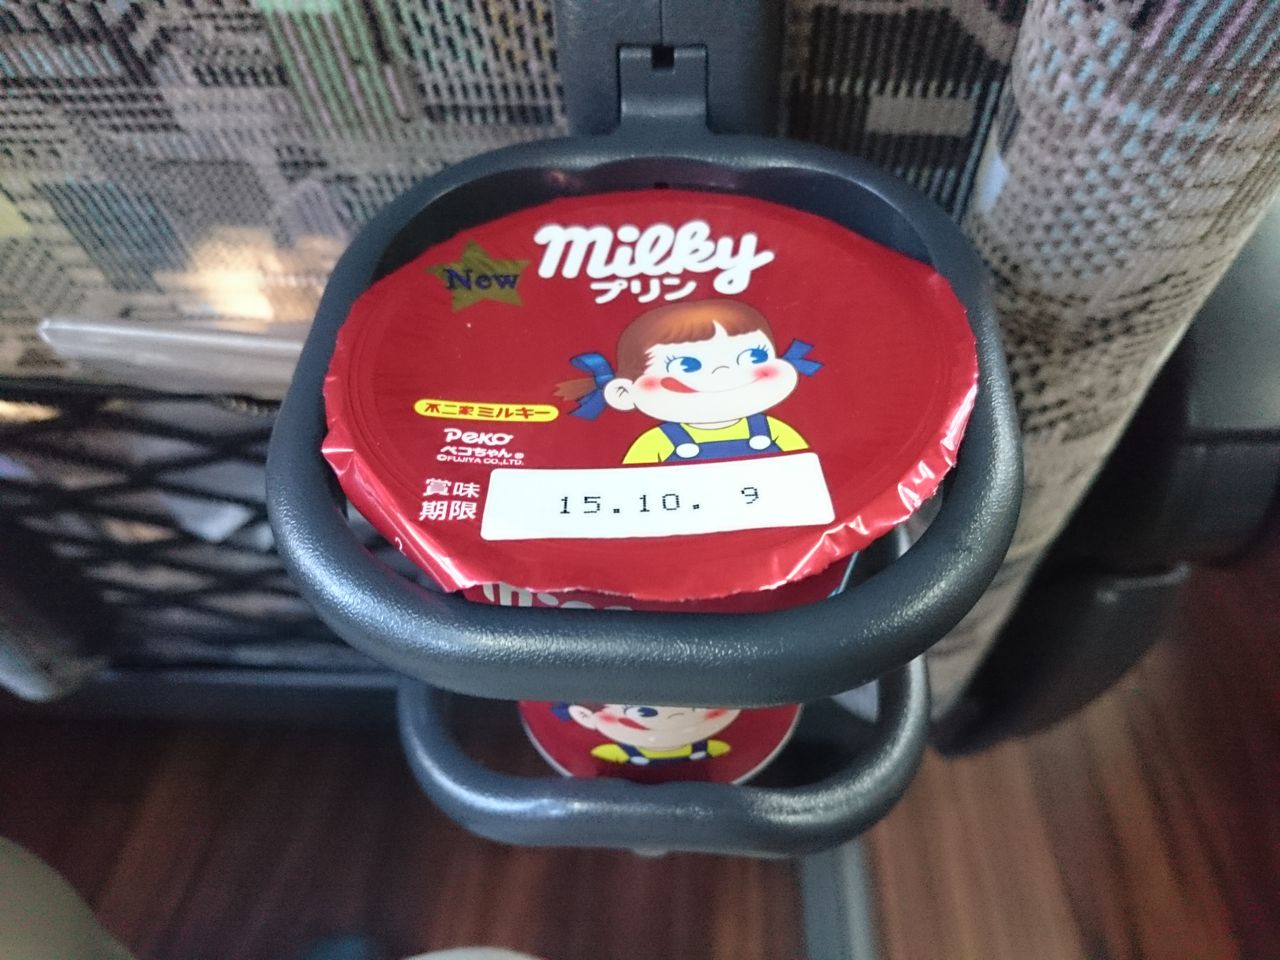 New
milky
プリン
不二家ミルキー
Peko
ペコちゃん®
©FUJIYA CO.,LTD.
賞味
期限
15.10. 9